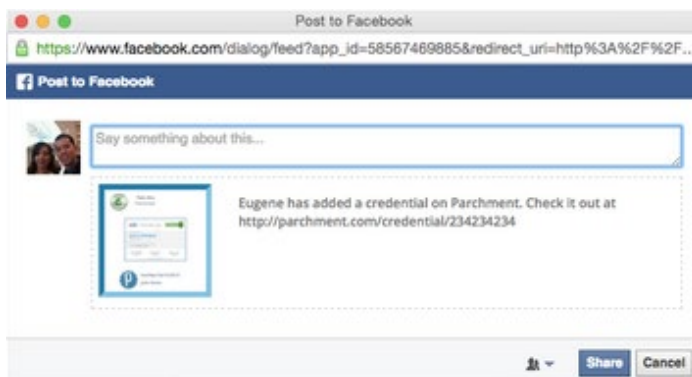 Post to Facebook
https://www.facebook.com/dialog/feed?app_id=58567469885&redirect_uri=http%3A%2F%2F...
Post to Facebook
Say something about this...
Eugene has added a credential on Parchment. Check it out at
http://parchment.com/credential/234234234
Share Cancel